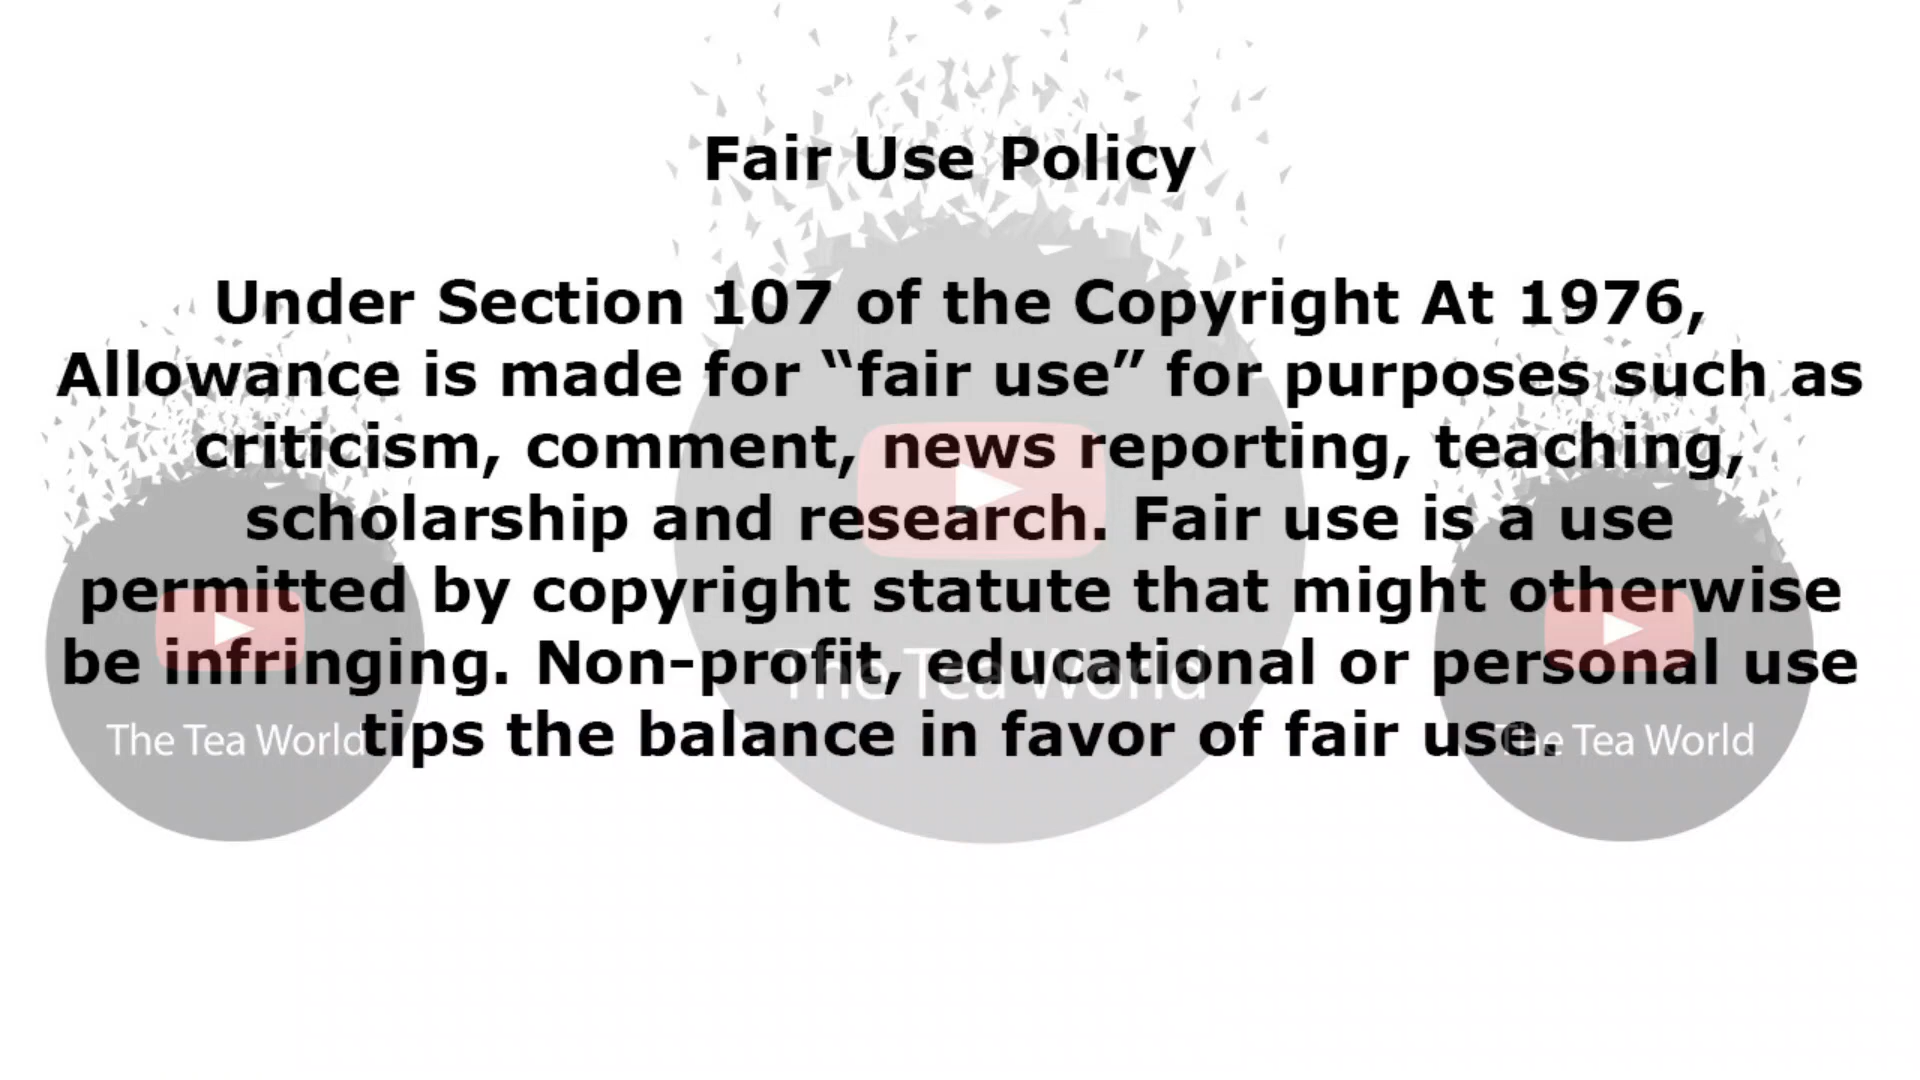 Fair Use Policy
Under Section 107 of the Copyright At 1976,
Allowance is made for “fair use” for purposes such as
criticism, comment, news reporting, teaching,
scholarship and research. Fair use is a use
permitted by copyright statute that might otherwise
be infringing. Non-profit, educational or personal use
tips the balance in favor of fair use.
The Tea World
The Tea World
The Tea World